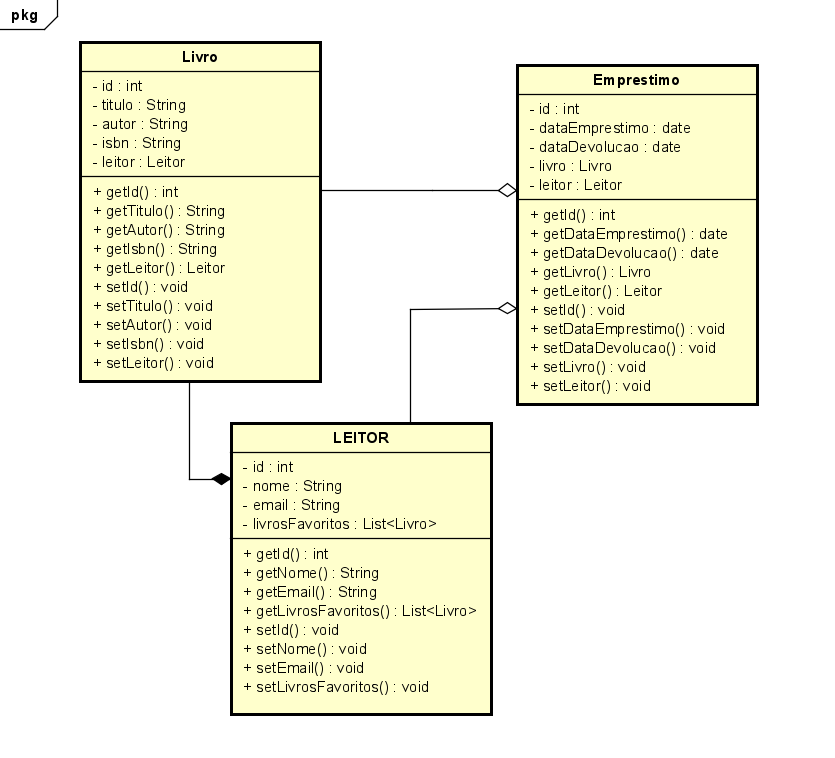 pkg
Livro
- id : int
- titulo : String
- autor : String
- isbn : String
- leitor : Leitor
+ getId() : int
+ getTitulo() : String
+ getAutor() : String
+ getIsbn() : String
+ getLeitor() : Leitor
+ setId() : void
+ setTitulo() : void
+ setAutor() : void
+ setIsbn() : void
+ setLeitor() : void
Emprestimo
- id : int
- dataEmprestimo : date
- dataDevolucao : date
- livro : Livro
- leitor : Leitor
+ getId() : int
+ getDataEmprestimo() : date
+ getDataDevolucao() : date
+ getLivro() : Livro
+ getLeitor() : Leitor
+ setId() : void
+ setDataEmprestimo() : void
+ setDataDevolucao() : void
+ setLivro() : void
+ setLeitor() : void
LEITOR
- id : int
- nome : String
- email : String
- livrosFavoritos : List<Livro>
+ getId() : int
+ getNome() : String
+ getEmail() : String
+ getLivrosFavoritos() : List<Livro>
+ setId() : void
+ setNome() : void
+ setEmail() : void
+ setLivrosFavoritos() : void